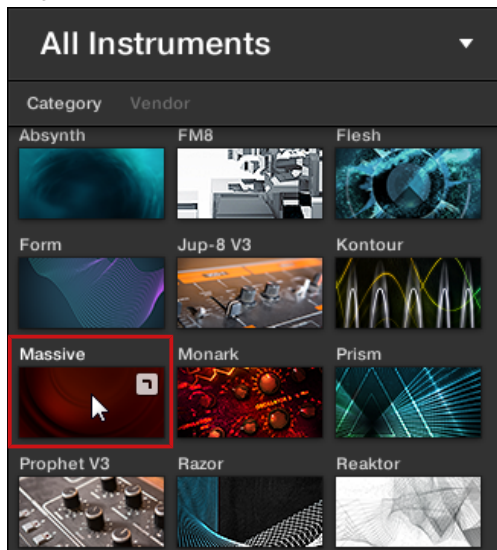 All Instruments
Category Vendor
Absynth FM8 Flesh
Form Jup-8 V3 Kontour
Massive Monark Prism
Prophet V3 Razor Reaktor